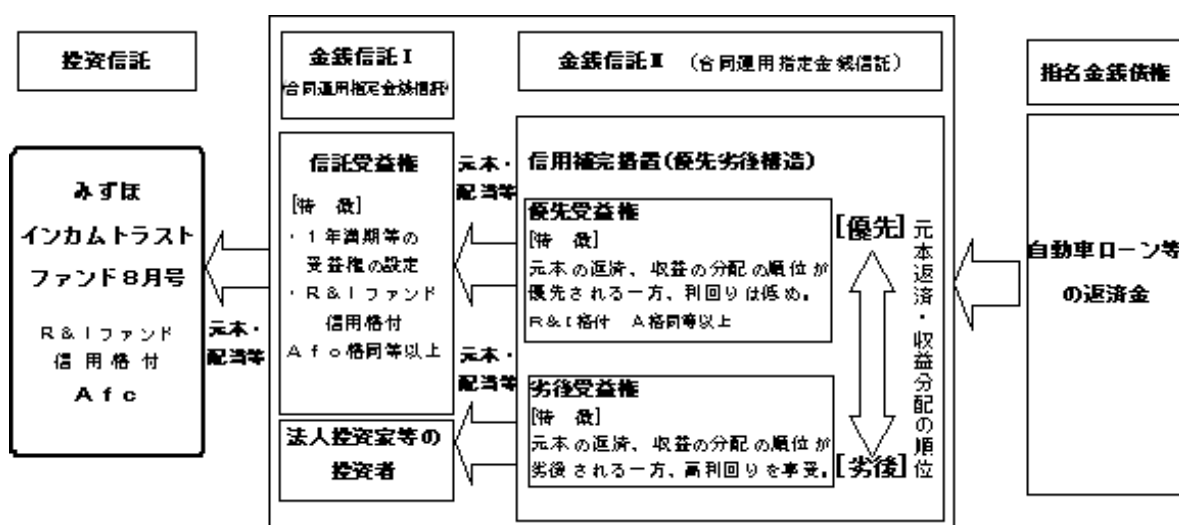 投資信託
みずほ
インカムトラスト
ファンド8月号
R&Iファンド
信用格付
Afc
元本・
配当等
金銭信託Ⅰ
(合同運用指定金銭信託)
信託受益権
[特 徴]
・1年満期等の
受益権の設定
・R&Iファンド
信用格付
Afc格同等以上
法人投資家等の
投資者
元本・
配当等
元本・
配当等
金銭信託Ⅱ (合同運用指定金銭信託)
信用補完措置(優先劣後構造)
優先受益権
[特 徴]
元本の返済、収益の分配の順位が
優先される一方、利回りは低め。
R&I格付 A格同等以上
劣後受益権
[特 徴]
元本の返済、収益の分配の順位が
劣後される一方、高利回りを享受。
[優先]
[劣後]
元本返済・収益分配の順位
指名金銭債権
自動車ローン等
の返済金